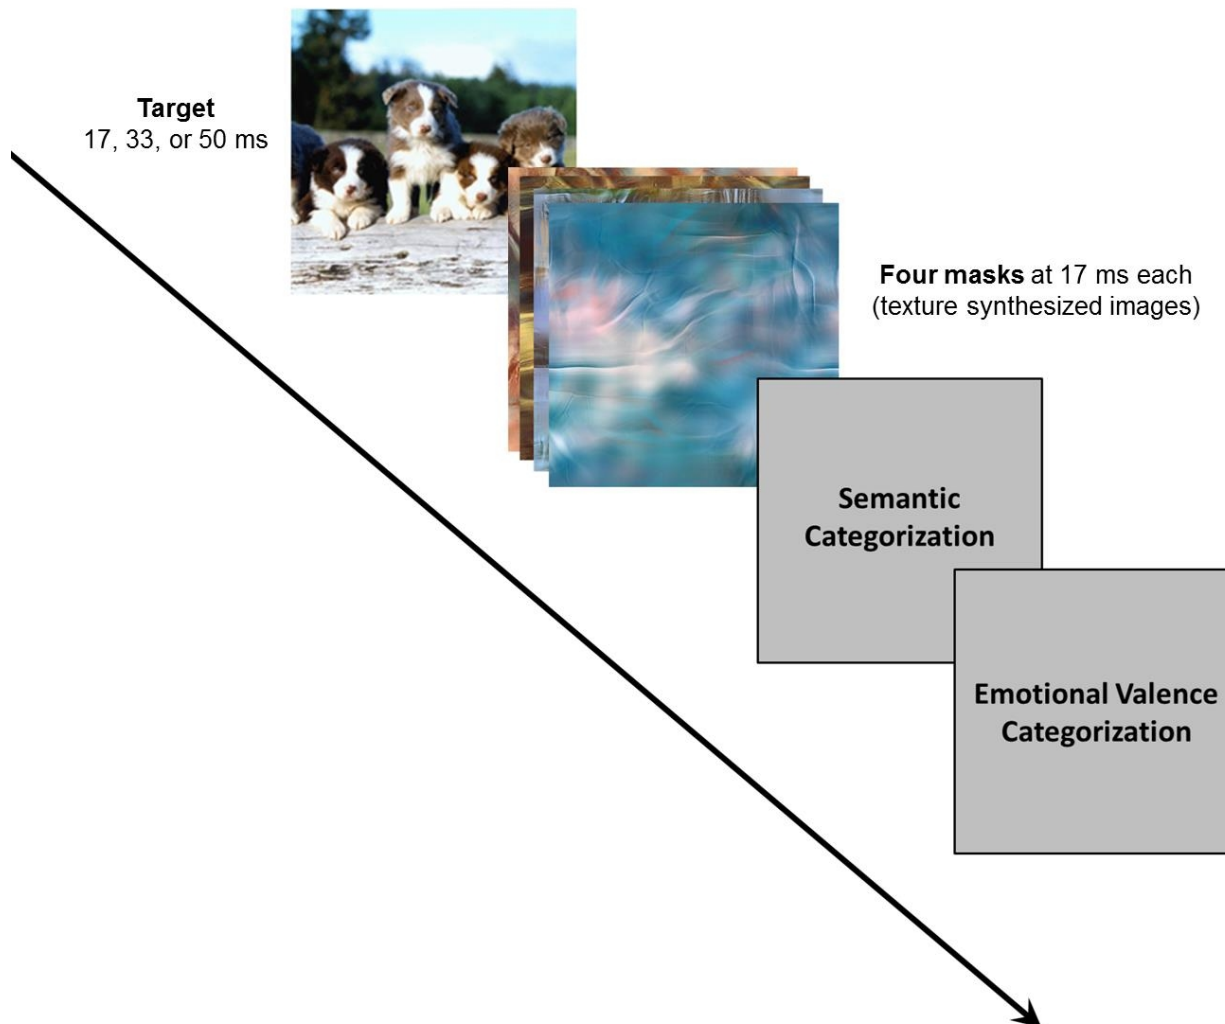 Target
17, 33, or 50 ms
Four masks at 17 ms each
(texture synthesized images)
Semantic
Categorization
Emotional Valence
Categorization